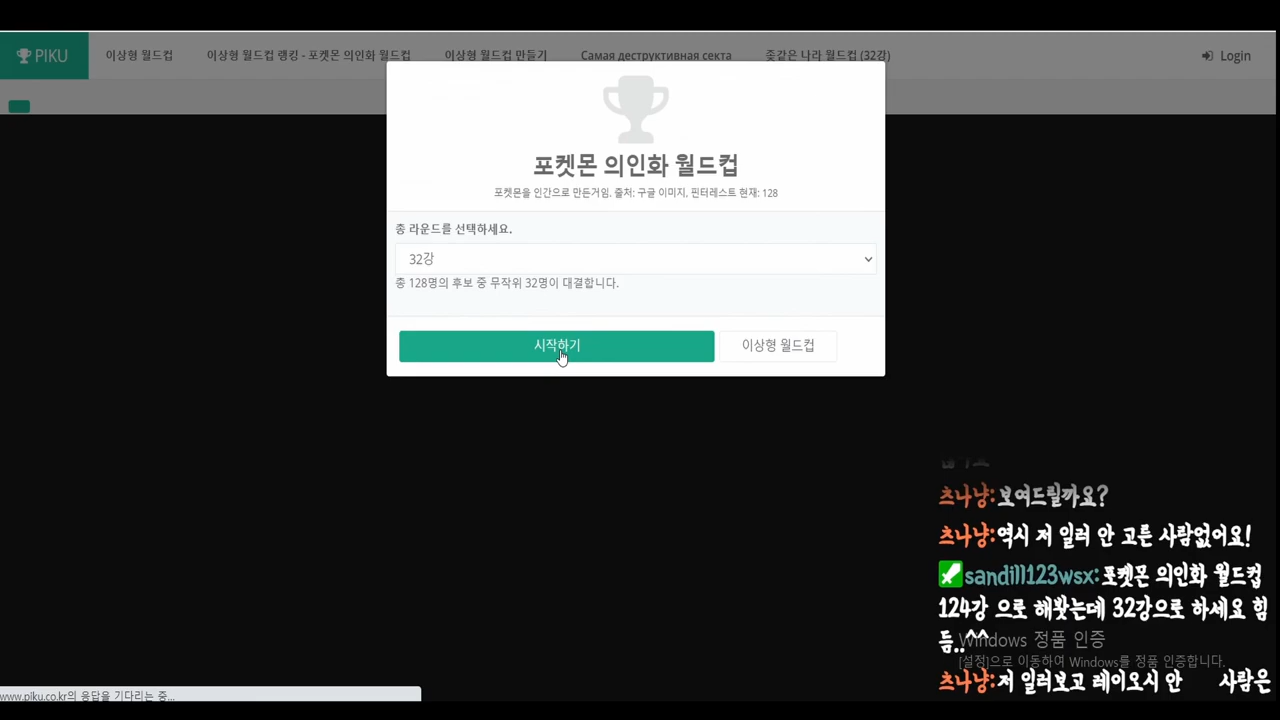 PIKU
이상형 월드컵
이상형 월드컵 랭킹 - 포켓몬 의인화 월드컵
이상형 월드컵 만들기
Самая деструктивная секта
좆같은 나라 월드컵 (32강)
Login
포켓몬 의인화 월드컵
포켓몬을 인간으로 만든거임. 출처: 구글 이미지, 핀터레스트 현재: 128
총 라운드를 선택하세요.
32강
총 128명의 후보 중 무작위 32명이 대결합니다.
시작하기
이상형 월드컵
츠나냥:보여드릴까요?
츠나냥:역시 저 일러 안 고른 사람없어요!
sandill123wsx:포켓몬 의인화 월드컵
124강 으로 해봣는데 32강으로 하세요 힘
듬..^^
Windows 정품 인증
[설정]으로 이동하여 Windows를 정품 인증합니다.
츠나냥:저 일러보고 레이오시 안 사람은
www.piku.co.kr의 응답을 기다리는 중...